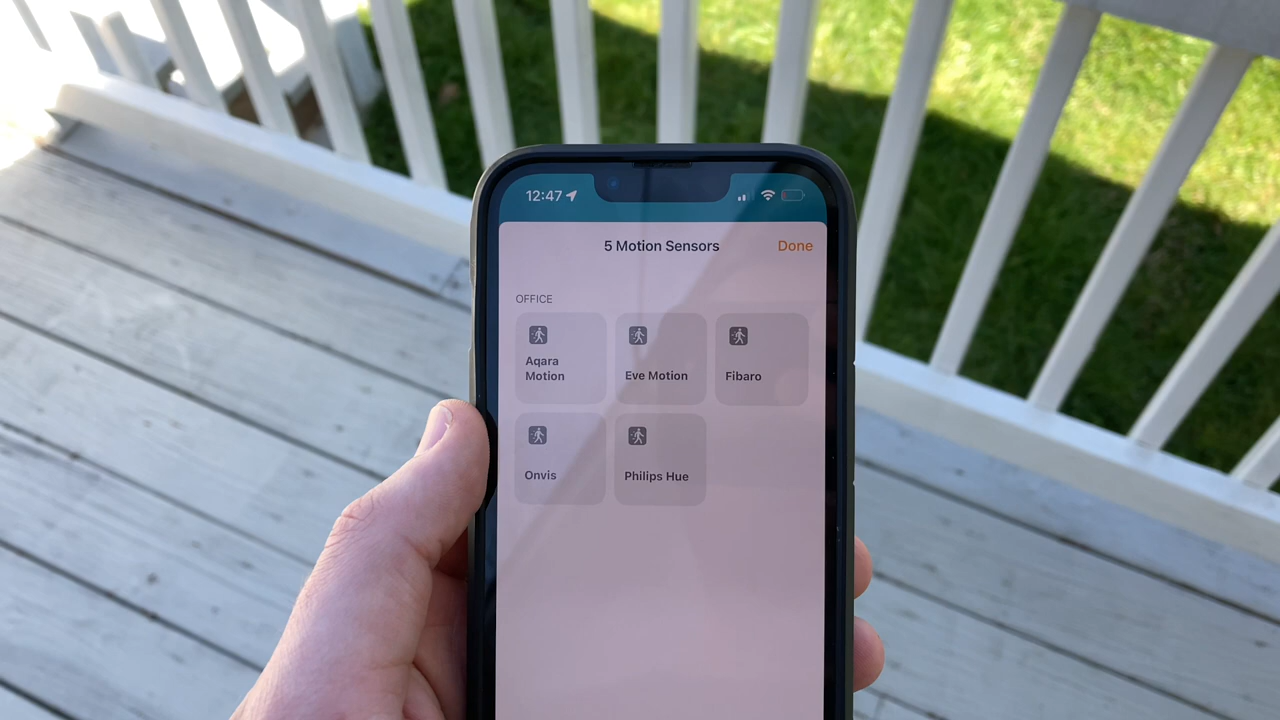 12:47
5 Motion Sensors
Done
OFFICE
Aqara
Motion
Eve Motion
Fibaro
Onvis
Philips Hue